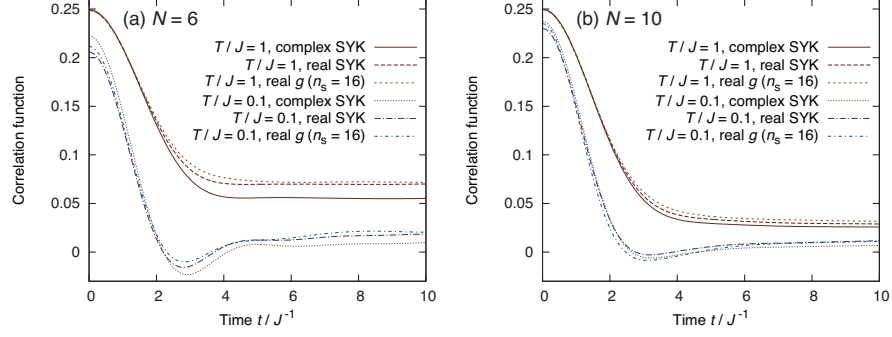 (a) N = 6
Correlation function
0.25
0.2
0.15
0.1
0.05
0
T / J = 1, complex SYK
T / J = 1, real SYK
T / J = 1, real g (nₛ = 16)
T / J = 0.1, complex SYK
T / J = 0.1, real SYK
T / J = 0.1, real g (nₛ = 16)
0 2 4 6 8 10
Time t / J⁻¹
(b) N = 10
Correlation function
0.25
0.2
0.15
0.1
0.05
0
T / J = 1, complex SYK
T / J = 1, real SYK
T / J = 1, real g (nₛ = 16)
T / J = 0.1, complex SYK
T / J = 0.1, real SYK
T / J = 0.1, real g (nₛ = 16)
0 2 4 6 8 10
Time t / J⁻¹